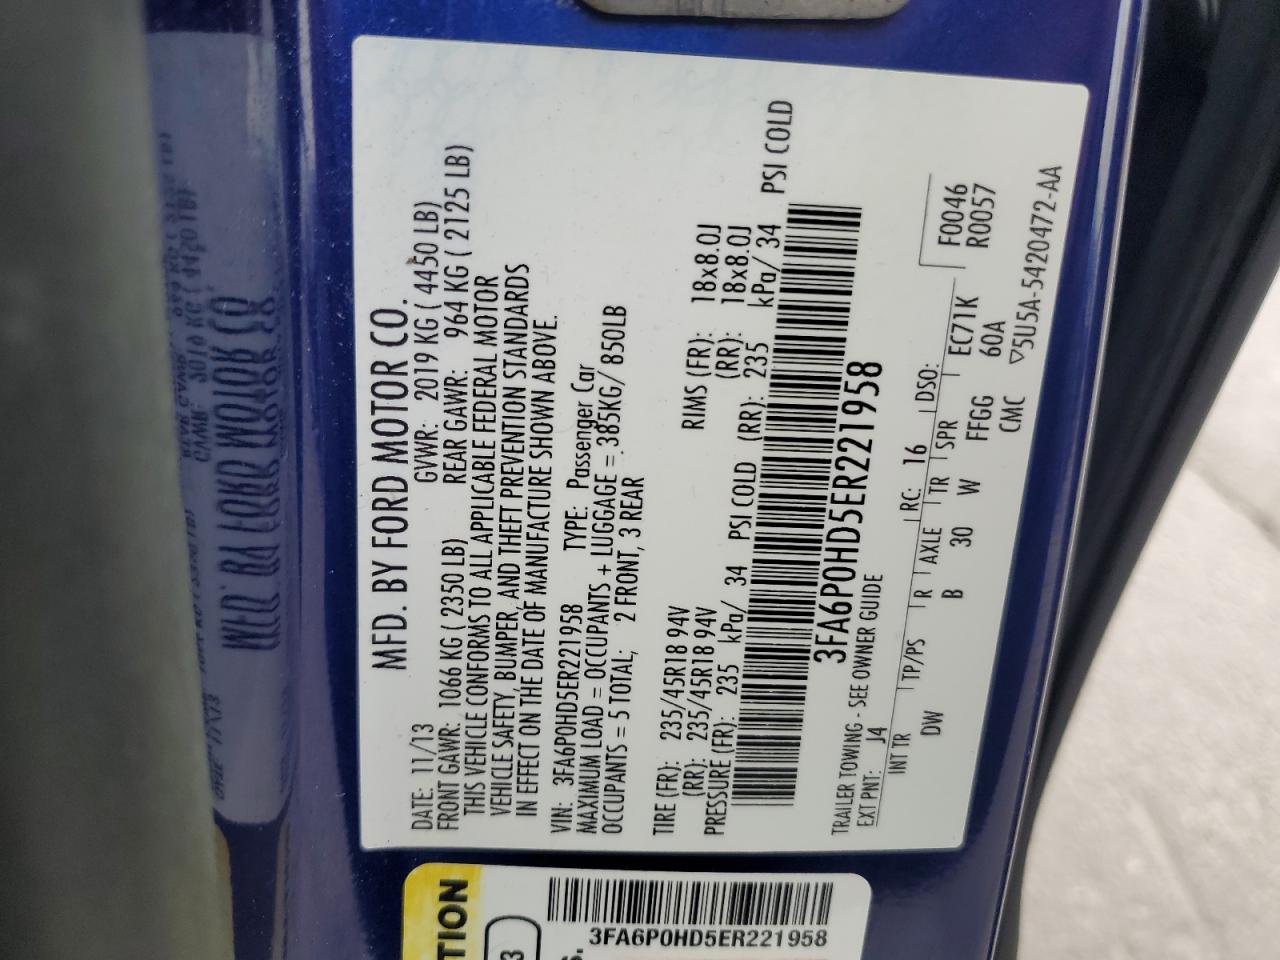 MFD. BY FORD MOTOR CO.
DATE: 11/13 GVWR: 2019 KG ( 4450 LB)
FRONT GAWR: 1066 KG ( 2350 LB) REAR GAWR: 964 KG ( 2125 LB)
THIS VEHICLE CONFORMS TO ALL APPLICABLE FEDERAL MOTOR
VEHICLE SAFETY, BUMPER, AND THEFT PREVENTION STANDARDS
IN EFFECT ON THE DATE OF MANUFACTURE SHOWN ABOVE.
VIN: 3FA6P0HD5ER221958 TYPE: Passenger Car
MAXIMUM LOAD = OCCUPANTS + LUGGAGE = 385KG/ 850LB
OCCUPANTS = 5 TOTAL; 2 FRONT, 3 REAR
TIRE (FR): 235/45R18 94V RIMS (FR): 18x8.0J
(RR): 235/45R18 94V (RR): 18x8.0J
PRESSURE (FR): 235 kPa/ 34 PSI COLD (RR): 235 kPa/ 34 PSI COLD
3FA6P0HD5ER221958
TRAILER TOWING - SEE OWNER GUIDE
EXT PNT: J4 RC: 16 DSO: F0046
R0057
INT TR TP/PS R AXLE TR SPR EC71K
DW B 30 W FFGG 60A
CMC ▽5U5A-5420472-AA
TION
3
S.
3FA6P0HD5ER221958